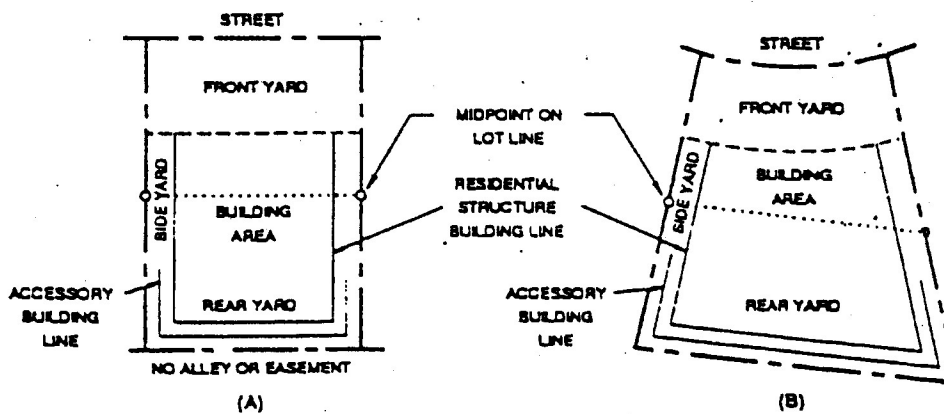 STREET
FRONT YARD
SIDE YARD
BUILDING
AREA
REAR YARD
ACCESSORY
BUILDING
LINE
NO ALLEY OR EASEMENT
(A)
MIDPOINT ON
LOT LINE
RESIDENTIAL
STRUCTURE
BUILDING LINE
STREET
FRONT YARD
SIDE YARD
BUILDING
AREA
REAR YARD
ACCESSORY
BUILDING
LINE
(B)